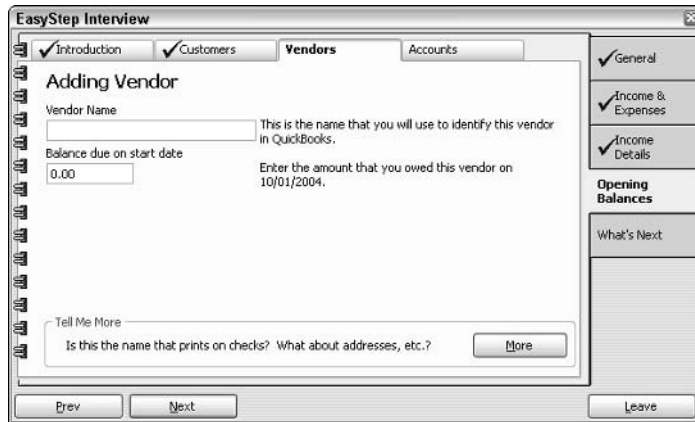 EasyStep Interview
Introduction
Customers
Vendors
Accounts
Adding Vendor
Vendor Name
This is the name that you will use to identify this vendor
in QuickBooks.
Balance due on start date
0.00
Enter the amount that you owed this vendor on
10/01/2004.
Tell Me More
Is this the name that prints on checks? What about addresses, etc.?
More
General
Income &
Expenses
Income
Details
Opening
Balances
What's Next
Prev
Next
Leave